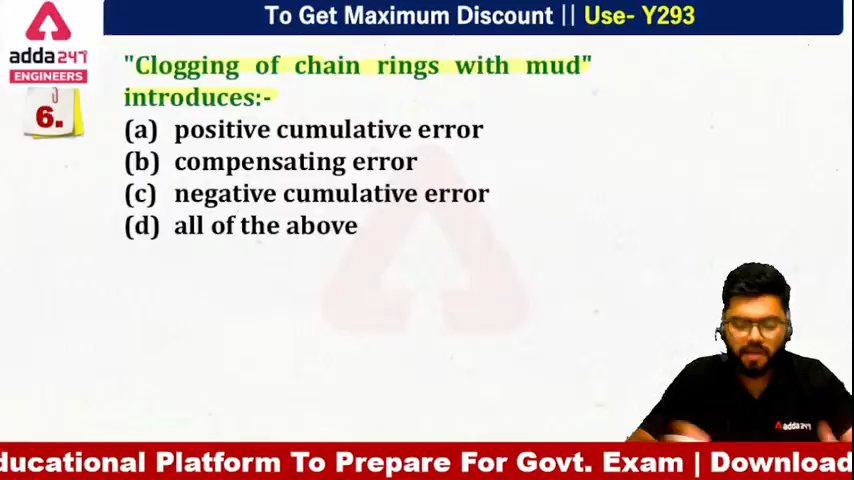 To Get Maximum Discount || Use- Y293
adda247
ENGINEERS
6.
"Clogging of chain rings with mud"
introduces:-
(a) positive cumulative error
(b) compensating error
(c) negative cumulative error
(d) all of the above
adda247
ducational Platform To Prepare For Govt. Exam | Download